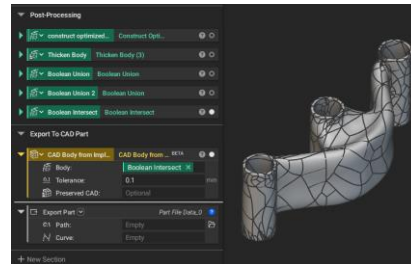 Post-Processing
construct optimized... Construct Opti...
Thicken Body Thicken Body (3)
Boolean Union Boolean Union
Boolean Union 2 Boolean Union
Boolean Intersect Boolean Intersect
Export To CAD Part
CAD Body from Impl... CAD Body from ... BETA
Body: Boolean Intersect ×
Tolerance: 0.1 mm
Preserved CAD: Optional
Export Part Part File Data_0
Path: Empty
Curve: Empty
+ New Section